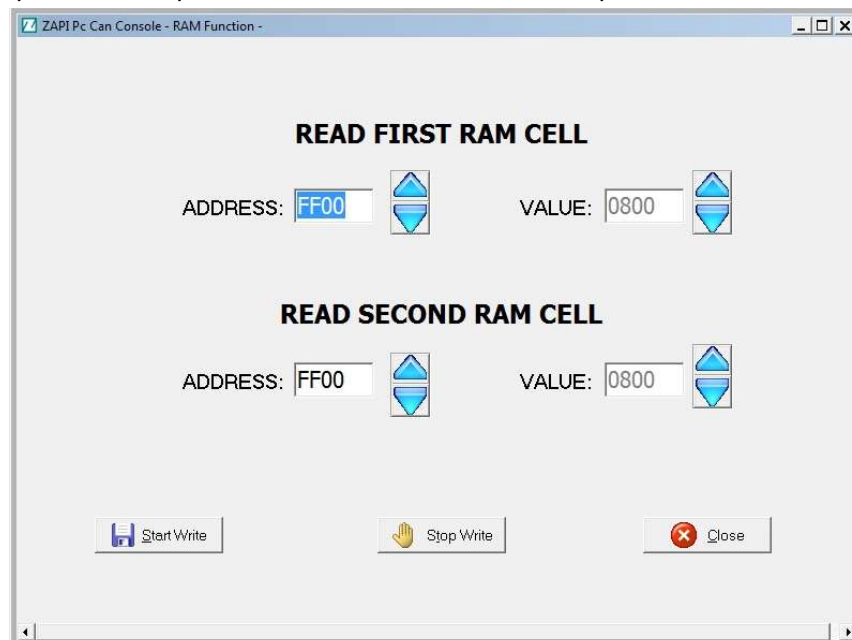 ZAPI Pc Can Console - RAM Function -
READ FIRST RAM CELL
ADDRESS: FF00 VALUE: 0800
READ SECOND RAM CELL
ADDRESS: FF00 VALUE: 0800
Start Write Stop Write Close